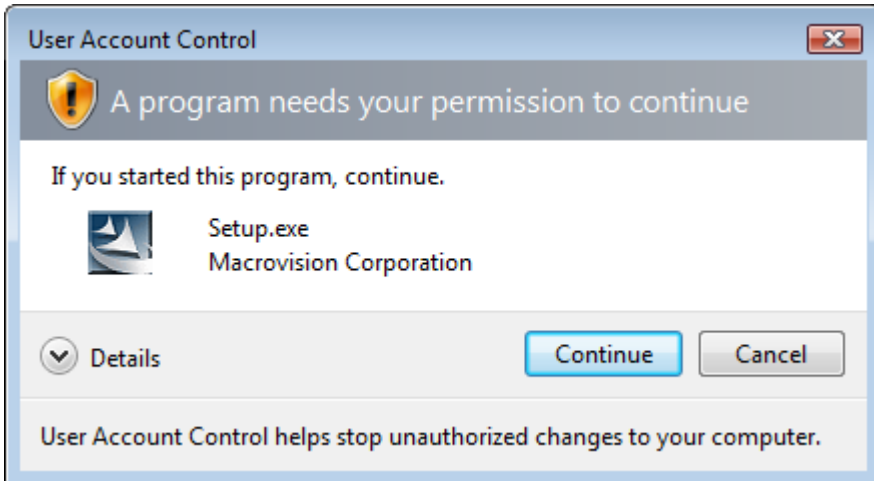 User Account Control
A program needs your permission to continue
If you started this program, continue.
Setup.exe
Macrovision Corporation
Details
Continue
Cancel
User Account Control helps stop unauthorized changes to your computer.